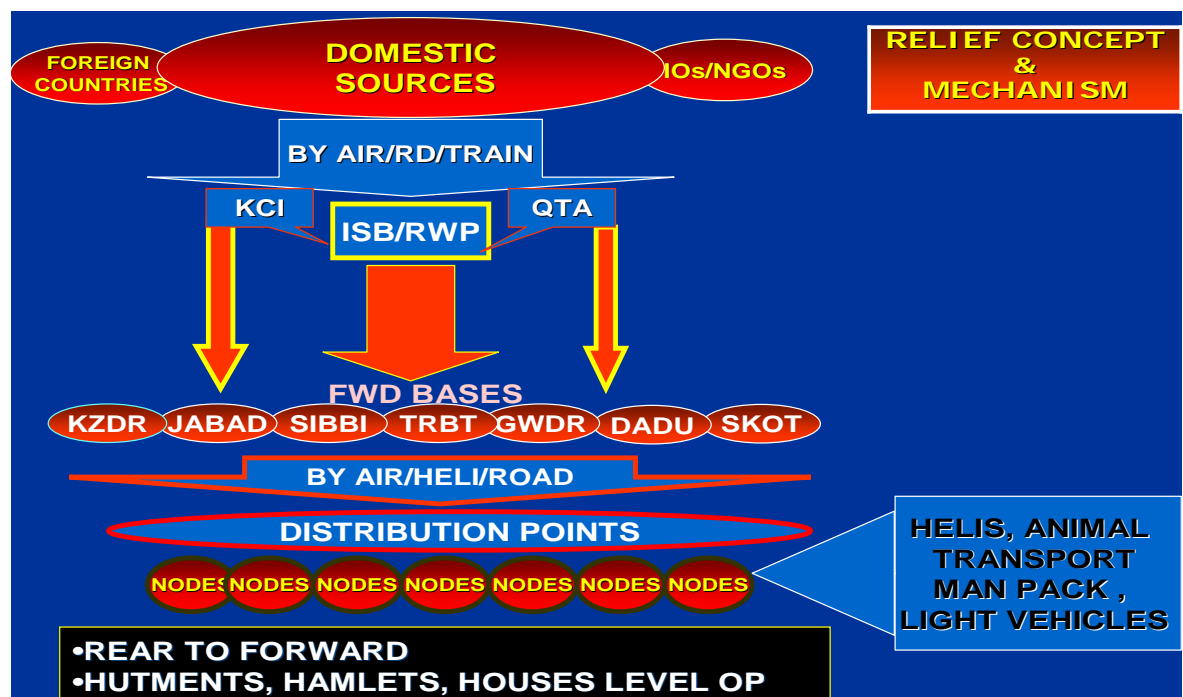 FOREIGN
COUNTRIES
DOMESTIC
SOURCES
IOs/NGOs
RELIEF CONCEPT
&
MECHANISM
BY AIR/RD/TRAIN
KCI
ISB/RWP
QTA
FWD BASES
KZDR JABAD SIBBI TRBT GWDR DADU SKOT
BY AIR/HELI/ROAD
DISTRIBUTION POINTS
NODES NODES NODES NODES NODES NODES NODES
HELIS, ANIMAL
TRANSPORT
MAN PACK ,
LIGHT VEHICLES
•REAR TO FORWARD
•HUTMENTS, HAMLETS, HOUSES LEVEL OP